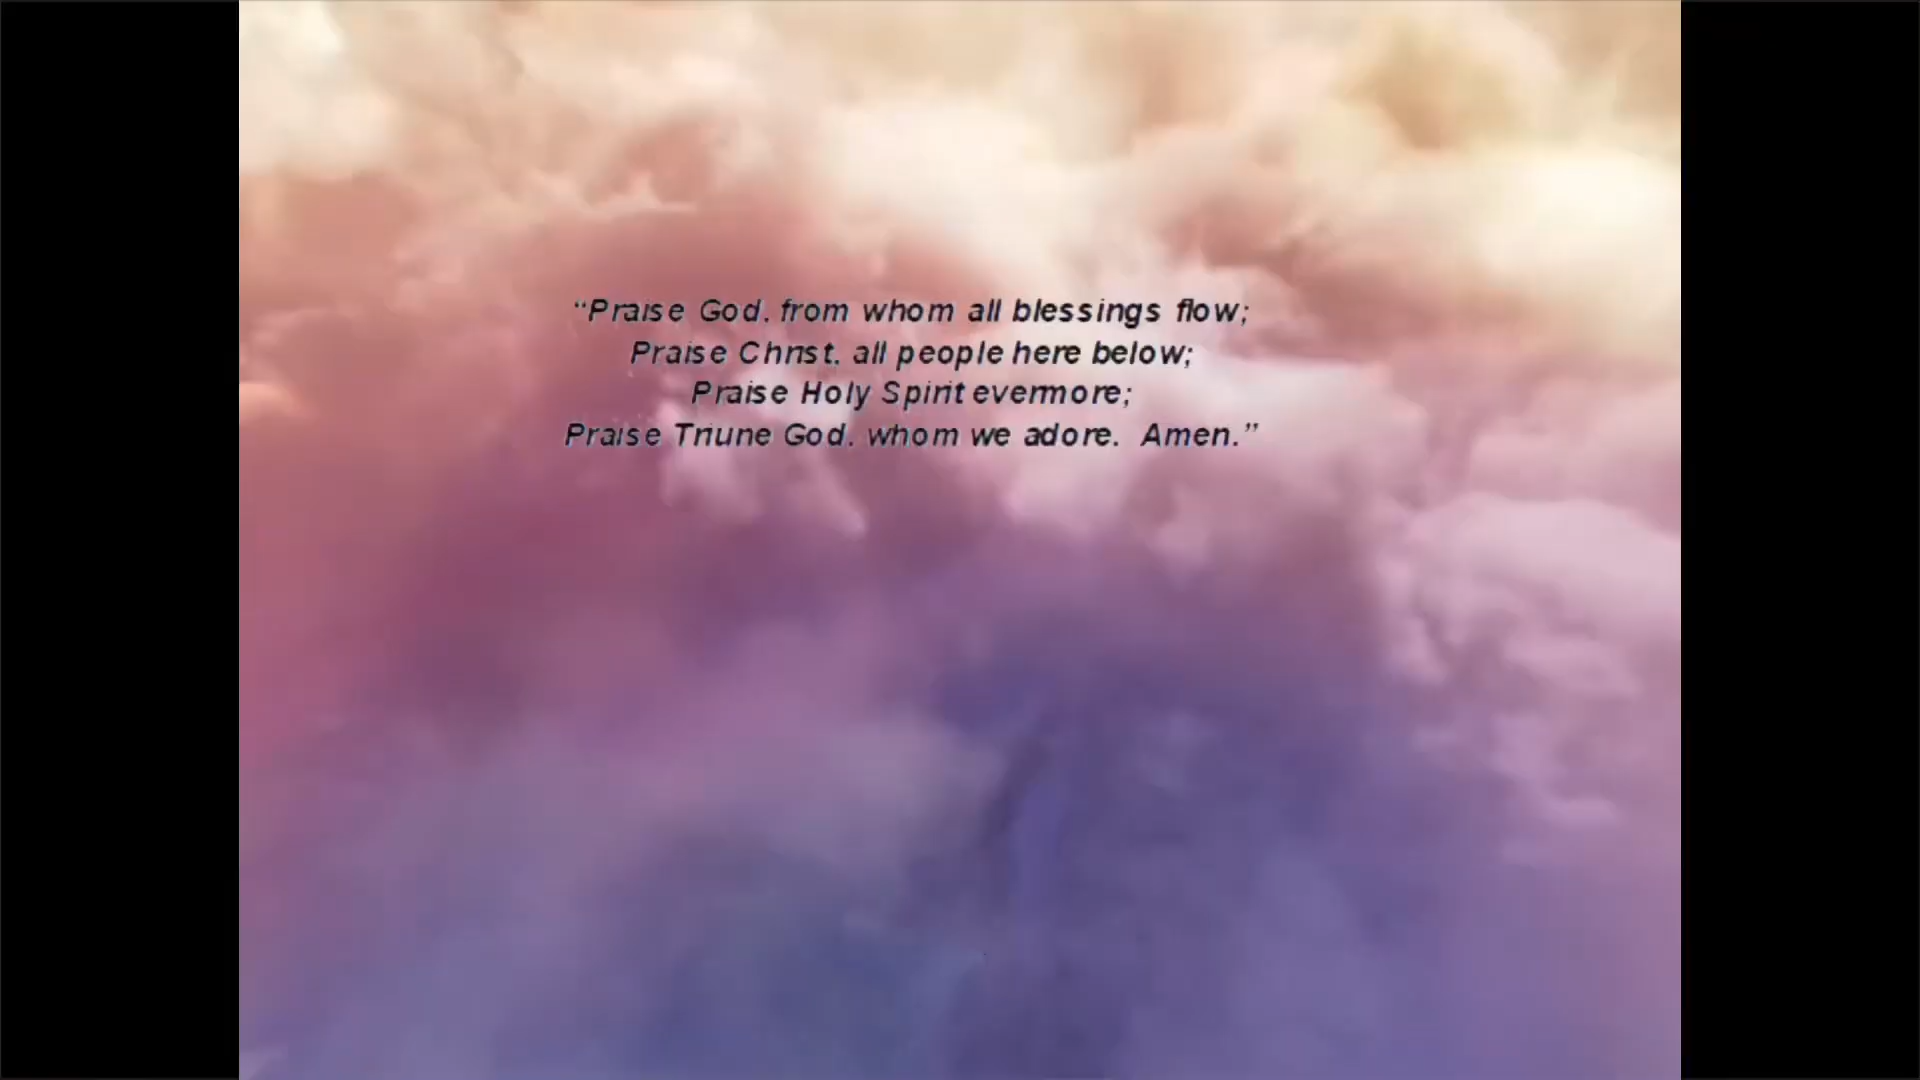 “Praise God, from whom all blessings flow;
Praise Christ, all people here below;
Praise Holy Spirit evermore;
Praise Triune God, whom we adore.  Amen.”